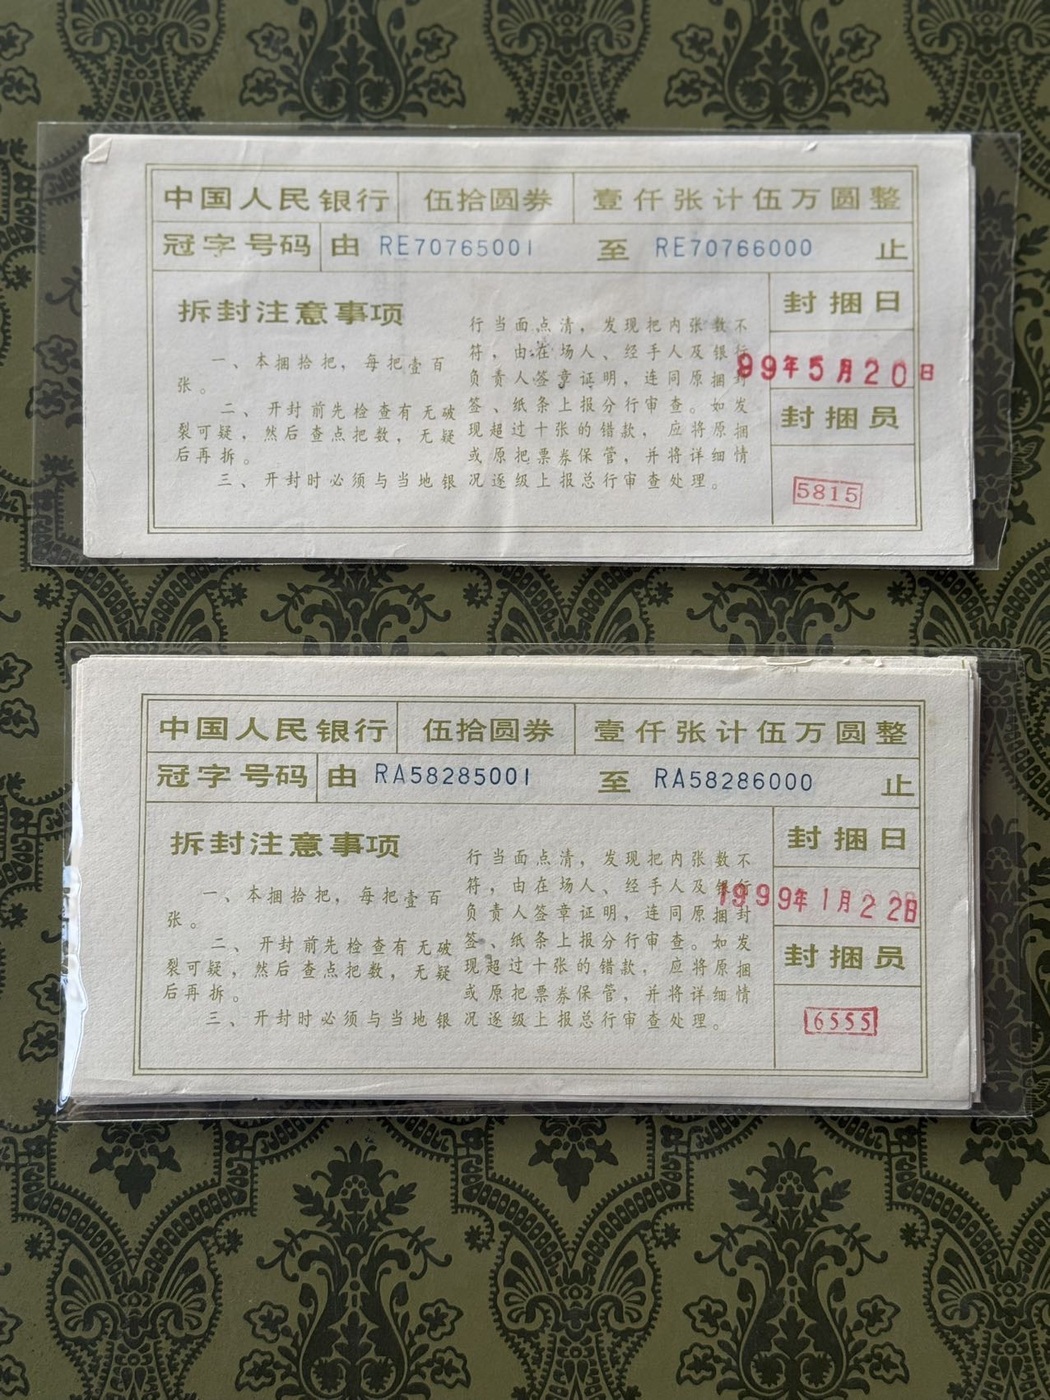 中国人民银行 伍拾圆券 壹仟张计伍万圆整
冠字号码 由 RE70765001 至 RE70766000 止
拆封注意事项
一、本捆拾把，每把壹百
张。
二、开封前先检查有无破
裂可疑，然后查点把数，无疑
后再拆。
三、开封时必须与当地银
行当面点清，发现把内张数不
符，由在场人、经手人及银行
负责人签章证明，连同原捆封
签、纸条上报分行审查。如发
现超过十张的错款，应将原捆
或原把票券保管，并将详细情
况逐级上报总行审查处理。
封捆日
99年5月20日
封捆员
5815
中国人民银行 伍拾圆券 壹仟张计伍万圆整
冠字号码 由 RA58285001 至 RA58286000 止
拆封注意事项
一、本捆拾把，每把壹百
张。
二、开封前先检查有无破
裂可疑，然后查点把数，无疑
后再拆。
三、开封时必须与当地银
行当面点清，发现把内张数不
符，由在场人、经手人及银行
负责人签章证明，连同原捆封
签、纸条上报分行审查。如发
现超过十张的错款，应将原捆
或原把票券保管，并将详细情
况逐级上报总行审查处理。
封捆日
1999年1月22日
封捆员
6555